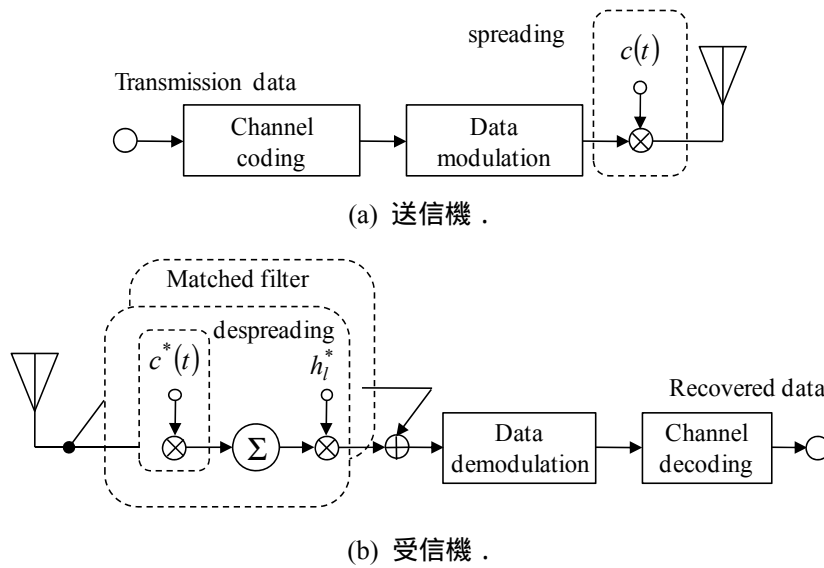 spreading
c(t)
Transmission data
Channel
coding
Data
modulation
(a) 送信機．
Matched filter
despreading
c*(t)
h_l^*
Σ
Recovered data
Data
demodulation
Channel
decoding
(b) 受信機．